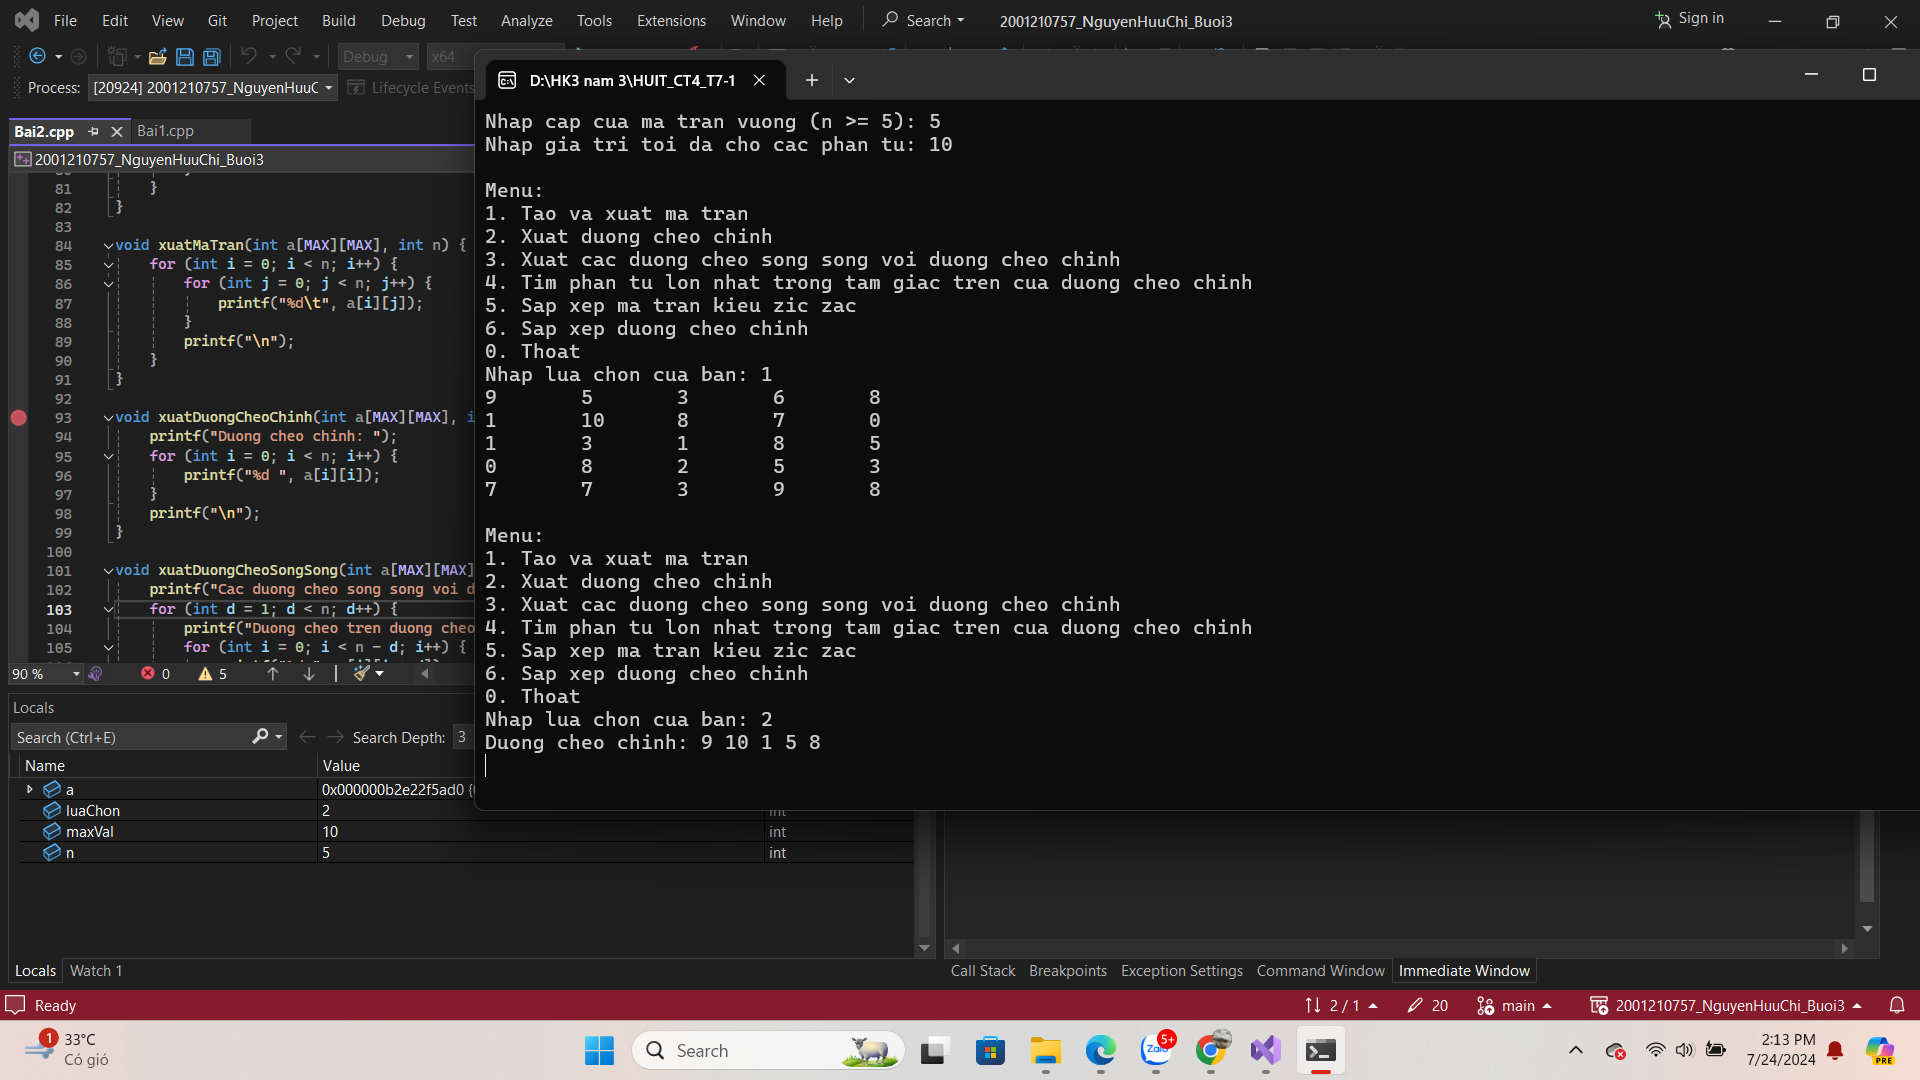 File Edit View Git Project Build Debug Test Analyze Tools Extensions Window Help Search 2001210757_NguyenHuuChi_Buoi3 Sign in
Debug x64
Process: [20924] 2001210757_NguyenHuuC Lifecycle Events
Bai2.cpp Bai1.cpp
2001210757_NguyenHuuChi_Buoi3
81 }
82 }
83
84 void xuatMaTran(int a[MAX][MAX], int n) {
85 for (int i = 0; i < n; i++) {
86 for (int j = 0; j < n; j++) {
87 printf("%d\t", a[i][j]);
88 }
89 printf("\n");
90 }
91 }
92
93 void xuatDuongCheoChinh(int a[MAX][MAX], i
94 printf("Duong cheo chinh: ");
95 for (int i = 0; i < n; i++) {
96 printf("%d ", a[i][i]);
97 }
98 printf("\n");
99 }
100
101 void xuatDuongCheoSongSong(int a[MAX][MAX]
102 printf("Cac duong cheo song song voi d
103 for (int d = 1; d < n; d++) {
104 printf("Duong cheo tren duong cheo
105 for (int i = 0; i < n - d; i++) {
90 % 0 5
Locals
Search (Ctrl+E) Search Depth: 3
Name Value
a 0x000000b2e22f5ad0
luaChon 2 int
maxVal 10 int
n 5 int
Locals Watch 1
D:\HK3 nam 3\HUIT_CT4_T7-1
Nhap cap cua ma tran vuong (n >= 5): 5
Nhap gia tri toi da cho cac phan tu: 10
Menu:
1. Tao va xuat ma tran
2. Xuat duong cheo chinh
3. Xuat cac duong cheo song song voi duong cheo chinh
4. Tim phan tu lon nhat trong tam giac tren cua duong cheo chinh
5. Sap xep ma tran kieu zic zac
6. Sap xep duong cheo chinh
0. Thoat
Nhap lua chon cua ban: 1
9 5 3 6 8
1 10 8 7 0
1 3 1 8 5
0 8 2 5 3
7 7 3 9 8
Menu:
1. Tao va xuat ma tran
2. Xuat duong cheo chinh
3. Xuat cac duong cheo song song voi duong cheo chinh
4. Tim phan tu lon nhat trong tam giac tren cua duong cheo chinh
5. Sap xep ma tran kieu zic zac
6. Sap xep duong cheo chinh
0. Thoat
Nhap lua chon cua ban: 2
Duong cheo chinh: 9 10 1 5 8
Call Stack Breakpoints Exception Settings Command Window Immediate Window
Ready 2 / 1 20 main 2001210757_NguyenHuuChi_Buoi3
1 33°C
Có gió
Search
Zalo 5+
PRE
2:13 PM
7/24/2024